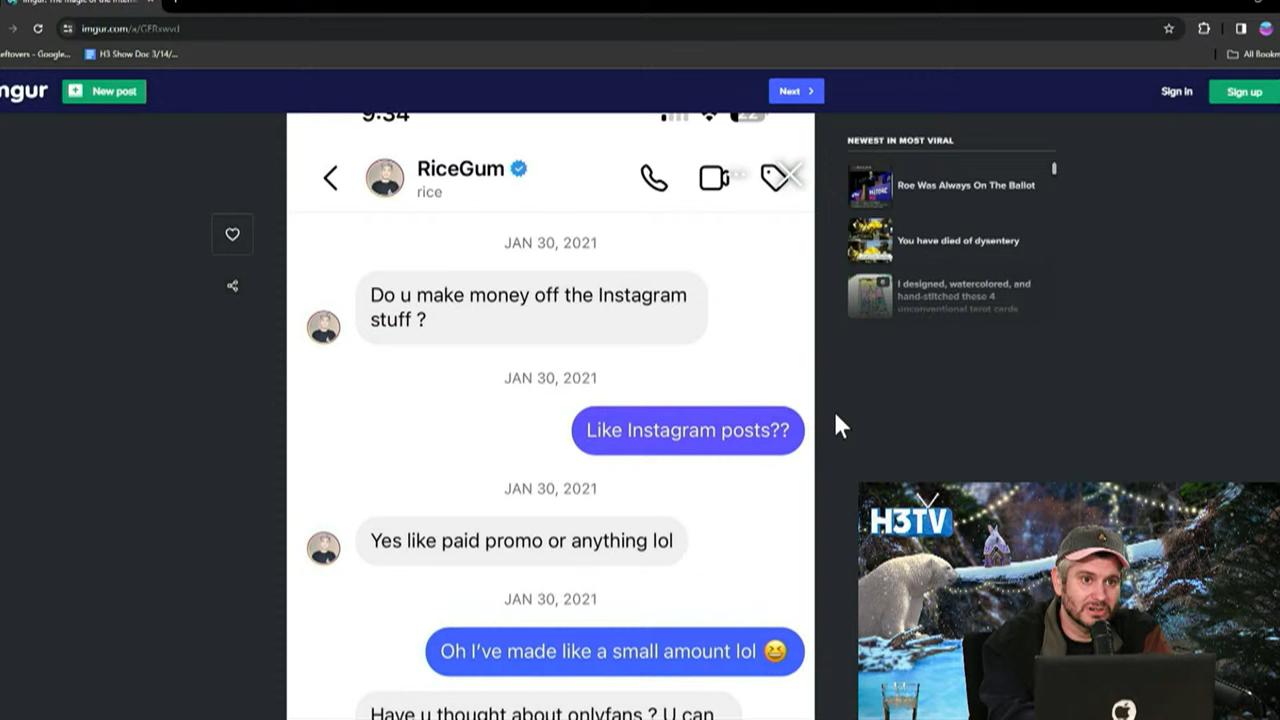 imgur.com/a/GFRxwvd
eftovers - Google...
H3 Show Doc 3/14/...
All Bookm
ngur
New post
Next
Sign in
Sign up
9:34
22
RiceGum
rice
JAN 30, 2021
Do u make money off the Instagram
stuff ?
JAN 30, 2021
Like Instagram posts??
JAN 30, 2021
Yes like paid promo or anything lol
JAN 30, 2021
Oh I've made like a small amount lol 😆
Have u thought about onlyfans ? U can
NEWEST IN MOST VIRAL
Roe Was Always On The Ballot
You have died of dysentery
I designed, watercolored, and
hand-stitched these 4
unconventional tarot cards
H3TV